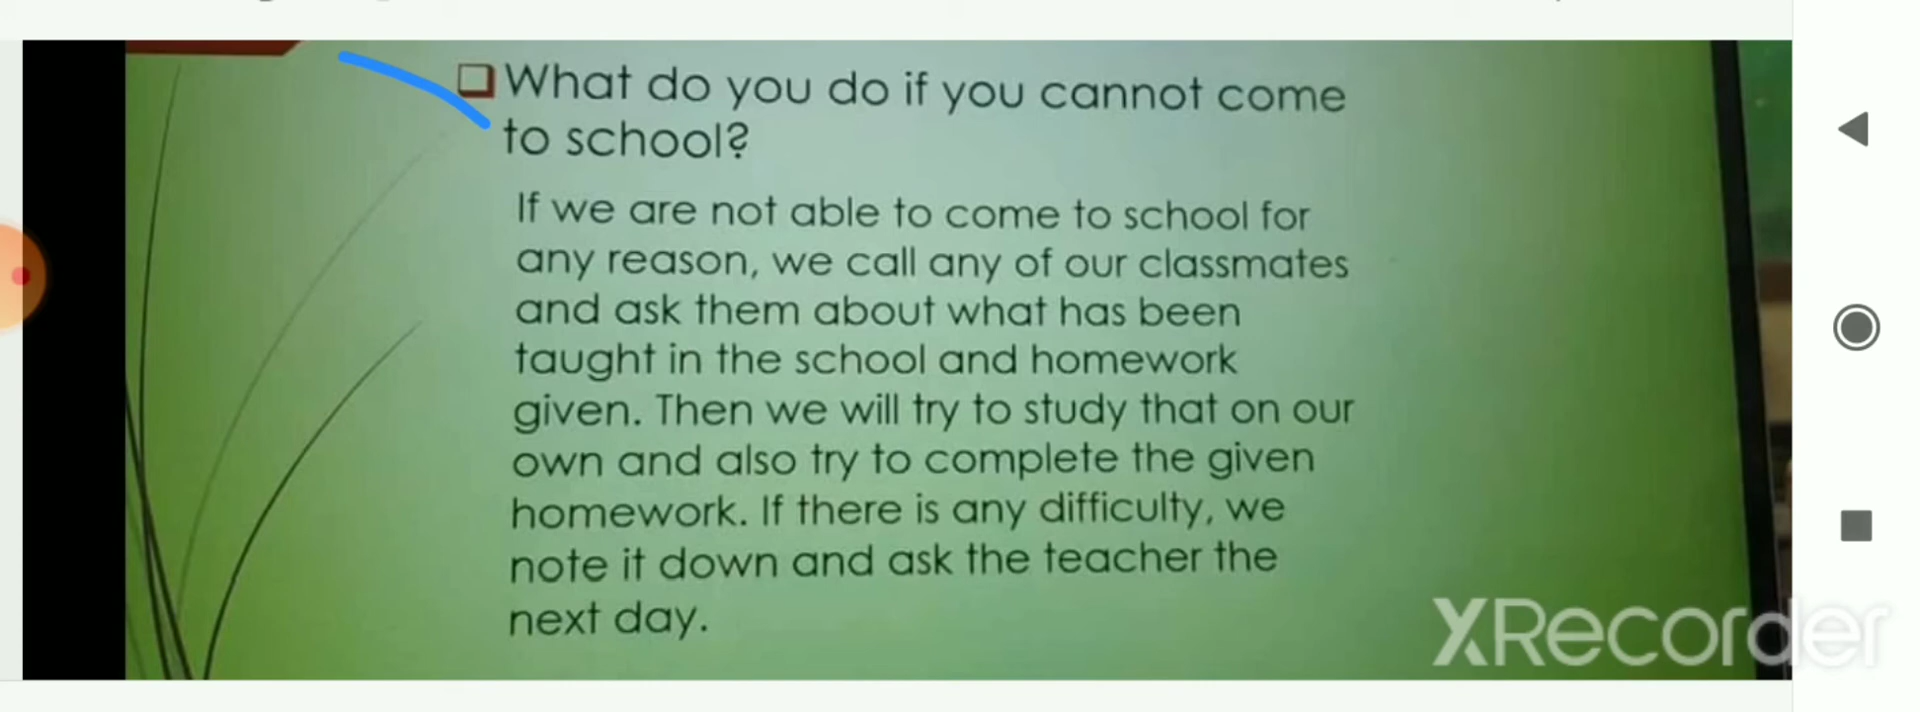 What do you do if you cannot come
to school?
If we are not able to come to school for
any reason, we call any of our classmates
and ask them about what has been
taught in the school and homework
given. Then we will try to study that on our
own and also try to complete the given
homework. If there is any difficulty, we
note it down and ask the teacher the
next day.
XRecorder